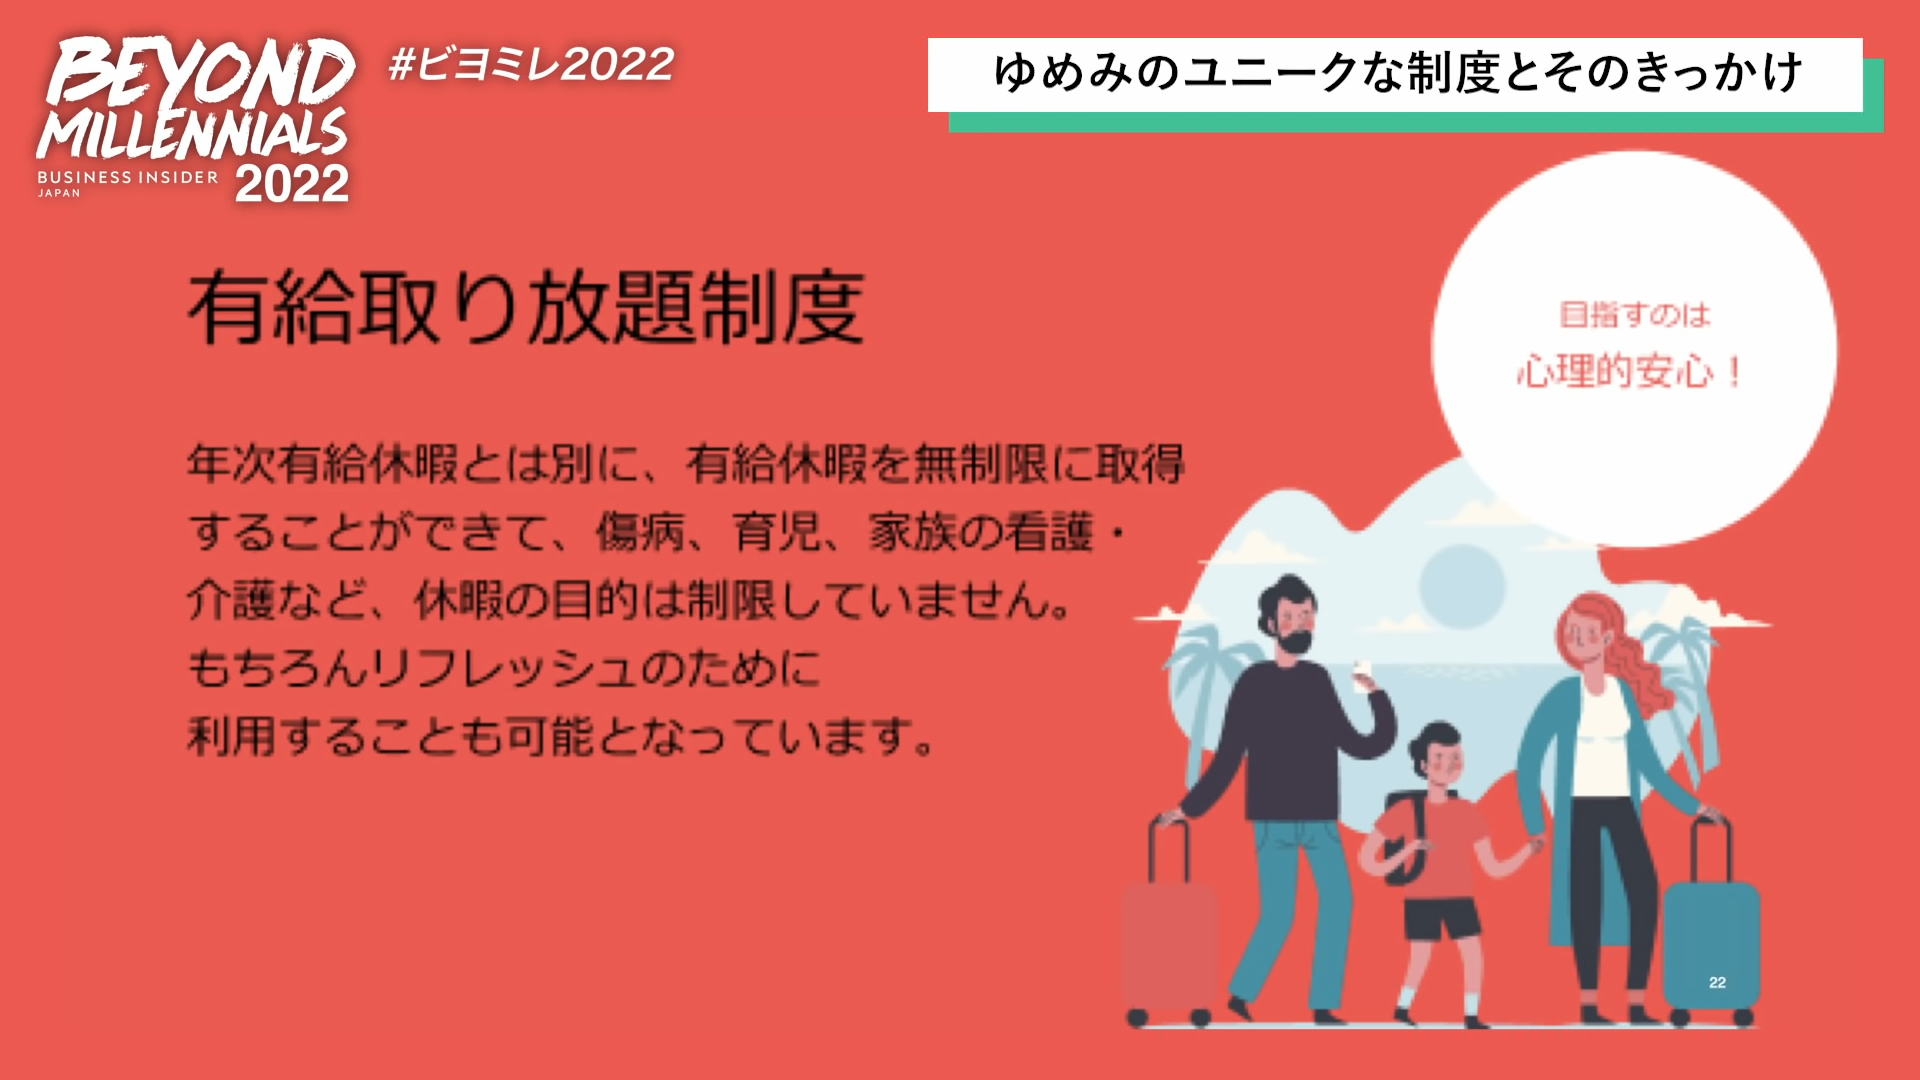 BEYOND
MILLENNIALS
BUSINESS INSIDER
JAPAN
2022
#ビヨミレ2022
ゆめみのユニークな制度とそのきっかけ
有給取り放題制度
年次有給休暇とは別に、有給休暇を無制限に取得
することができて、傷病、育児、家族の看護・
介護など、休暇の目的は制限していません。
もちろんリフレッシュのために
利用することも可能となっています。
目指すのは
心理的安心！
22